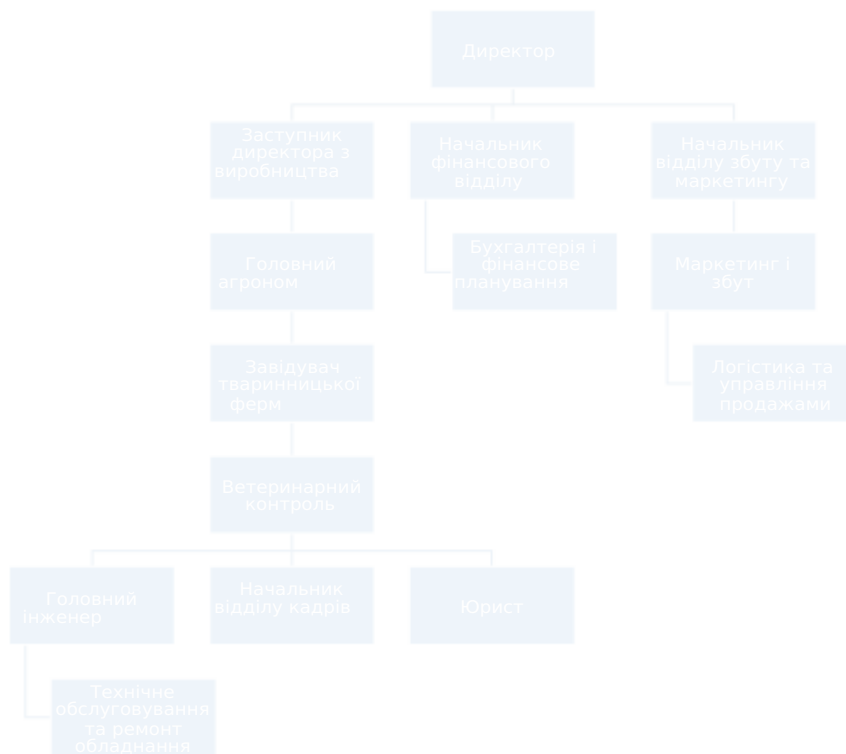 Директор
Заступник
директора з
виробництва
Начальник
фінансового
відділу
Начальник
відділу збуту та
маркетингу
Головний
агроном
Бухгалтерія і
фінансове
планування
Маркетинг і
збут
Завідувач
тваринницької
ферм
Логістика та
управління
продажами
Ветеринарний
контроль
Головний
інженер
Начальник
відділу кадрів
Юрист
Технічне
обслуговування
та ремонт
обладнання